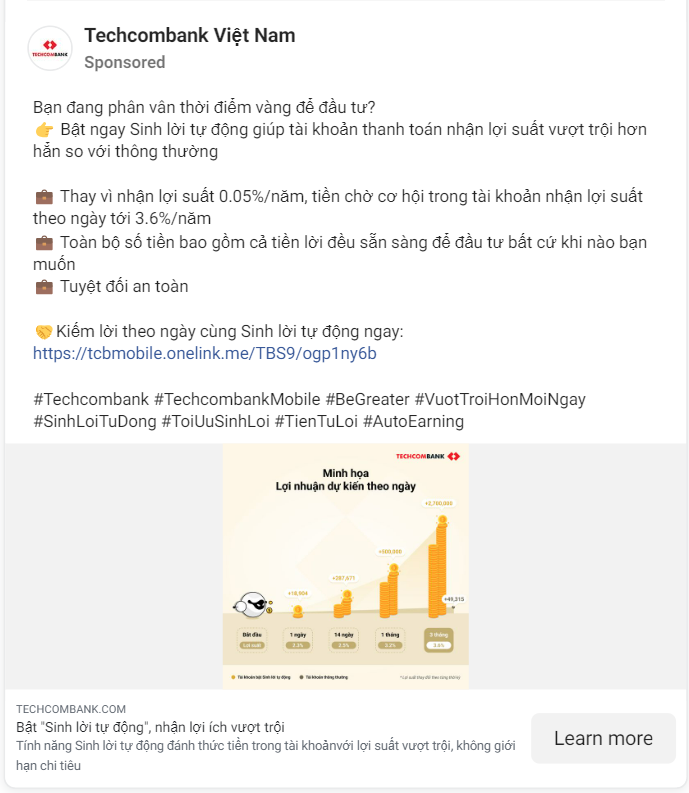 TECHCOMBANK
Techcombank Việt Nam
Sponsored
Bạn đang phân vân thời điểm vàng để đầu tư?
👉 Bật ngay Sinh lời tự động giúp tài khoản thanh toán nhận lợi suất vượt trội hơn
hẳn so với thông thường
💼 Thay vì nhận lợi suất 0.05%/năm, tiền chờ cơ hội trong tài khoản nhận lợi suất
theo ngày tới 3.6%/năm
💼 Toàn bộ số tiền bao gồm cả tiền lời đều sẵn sàng để đầu tư bất cứ khi nào bạn
muốn
💼 Tuyệt đối an toàn
🤝 Kiếm lời theo ngày cùng Sinh lời tự động ngay:
https://tcbmobile.onelink.me/TBS9/ogp1ny6b
#Techcombank #TechcombankMobile #BeGreater #VuotTroiHonMoiNgay
#SinhLoiTuDong #ToiUuSinhLoi #TienTuLoi #AutoEarning
TECHCOMBANK
Minh họa
Lợi nhuận dự kiến theo ngày
+2,700,000
+500,000
+287,671
+18,904
+49,315
Bắt đầu 1 ngày 14 ngày 1 tháng 3 tháng
Lợi suất 3.6%
Tài khoản bật Sinh lời tự động Tài khoản thông thường
TECHCOMBANK.COM
Bật "Sinh lời tự động", nhận lợi ích vượt trội
Tính năng Sinh lời tự động đánh thức tiền trong tài khoảnvới lợi suất vượt trội, không giới
hạn chi tiêu
Learn more